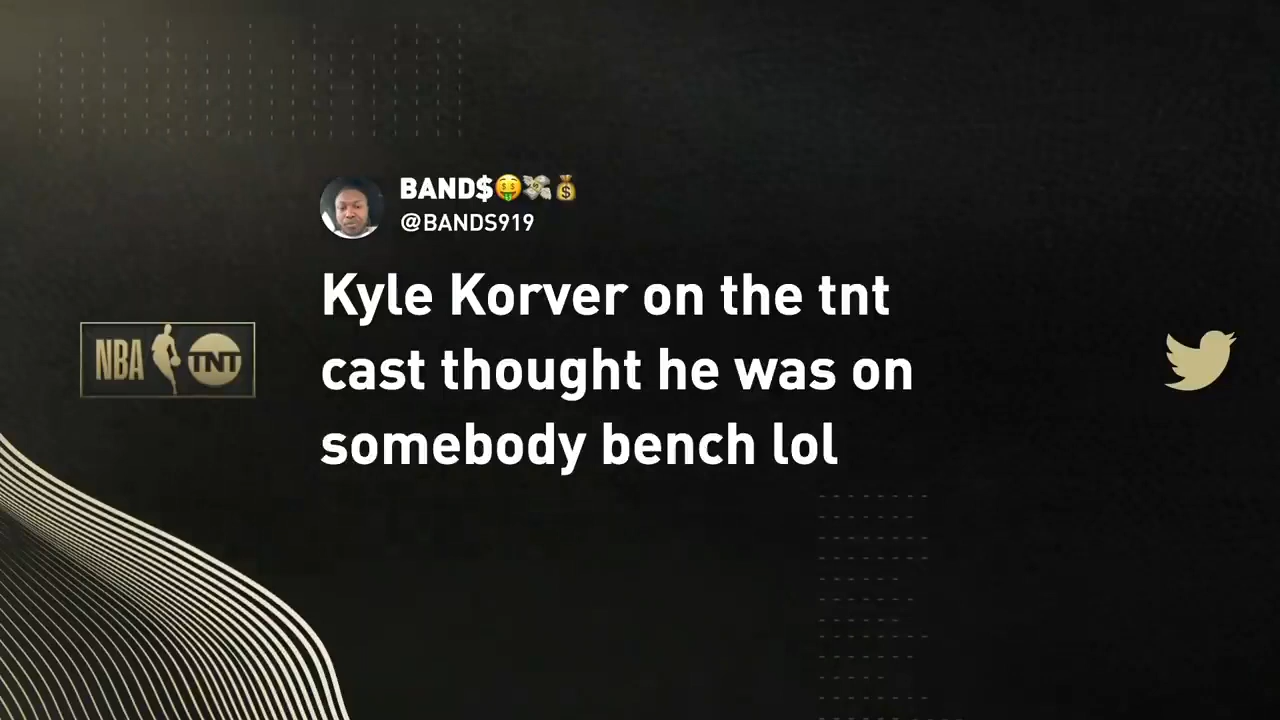 BAND$🤑💸💰
@BANDS919
Kyle Korver on the tnt
cast thought he was on
somebody bench lol
NBA TNT